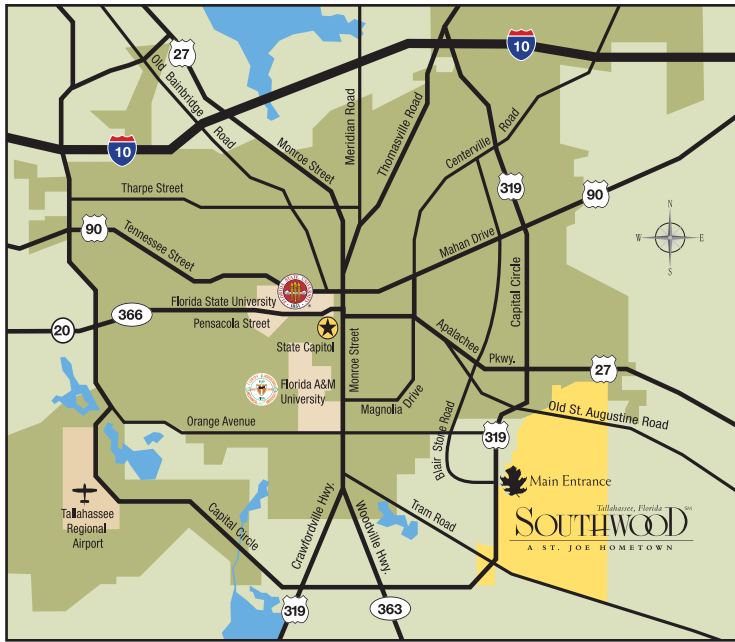 10
27
Old Bainbridge Road
Monroe Street
Meridian Road
Thomasville Road
Centerville Road
10
319
90
Tharpe Street
90
Tennessee Street
Mahan Drive
Capital Circle
N
W E
S
Florida State University
366
20
Pensacola Street
State Capitol
Monroe Street
Apalachee Pkwy.
27
Florida A&M
University
Magnolia Drive
Blair Stone Road
Old St. Augustine Road
Orange Avenue
319
Main Entrance
Tallahassee
Regional
Airport
Capital Circle
Crawfordville Hwy.
Woodville Hwy.
Tram Road
Tallahassee, Florida
SOUTHWOOD
SM
A ST. JOE HOMETOWN
319
363